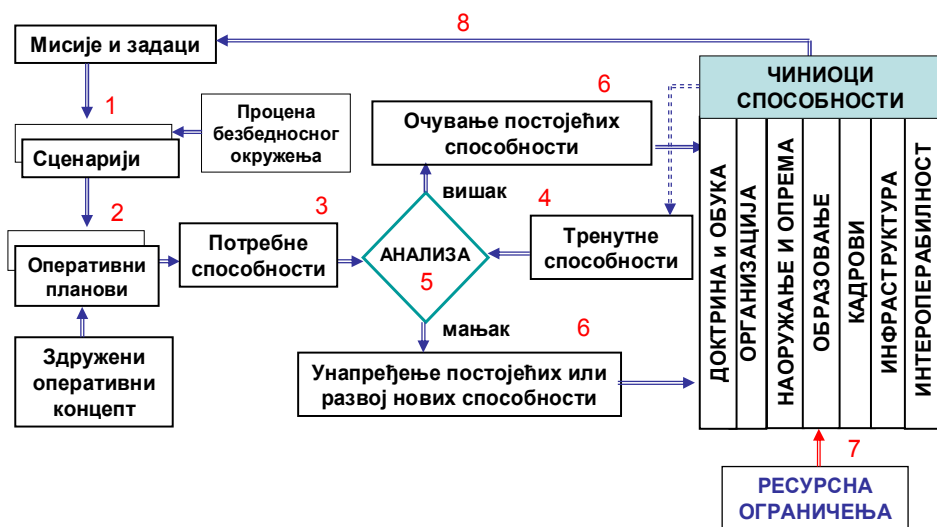 8
Мисије и задаци
ЧИНИОЦИ
СПОСОБНОСТИ
1
Процена
безбедносног
окружења
6
Очување постојећих
способности
Сценарији
вишак
2
3
4
Потребне
способности
АНАЛИЗА
5
Тренутне
способности
Оперативни
планови
мањак
6
Здружени
оперативни
концепт
Унапређење постојећих или
развој нових способности
ДОКТРИНА и ОБУКА
ОРГАНИЗАЦИЈА
НАОРУЖАЊЕ И ОПРЕМА
ОБРАЗОВАЊЕ
КАДРОВИ
ИНФРАСТРУКТУРА
ИНТЕРОПЕРАБИЛНОСТ
7
РЕСУРСНА
ОГРАНИЧЕЊА